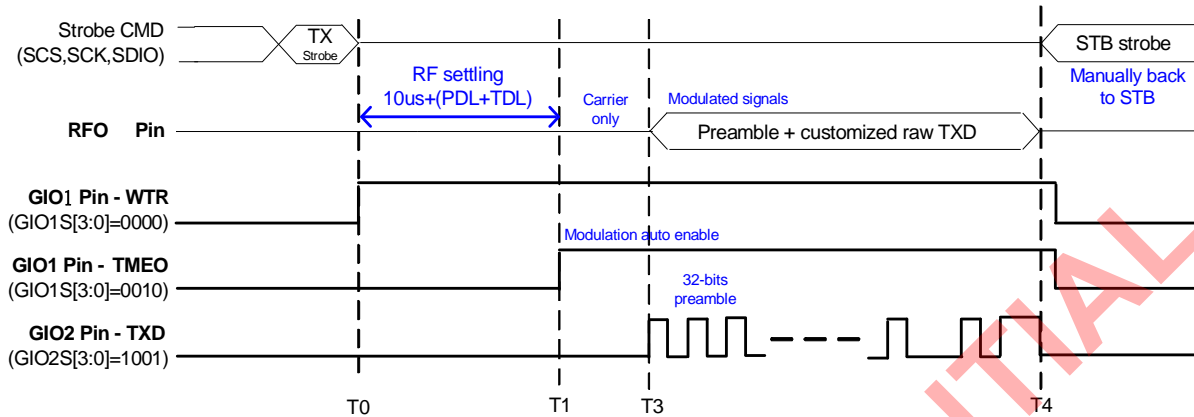 Strobe CMD
(SCS,SCK,SDIO)
TX
Strobe
STB strobe
RF settling
10us+(PDL+TDL)
Manually back
to STB
Carrier
only
Modulated signals
RFO Pin
Preamble + customized raw TXD
GIO1 Pin - WTR
(GIO1S[3:0]=0000)
Modulation auto enable
GIO1 Pin - TMEO
(GIO1S[3:0]=0010)
32-bits
preamble
GIO2 Pin - TXD
(GIO2S[3:0]=1001)
T0
T1
T3
T4
NTIAL